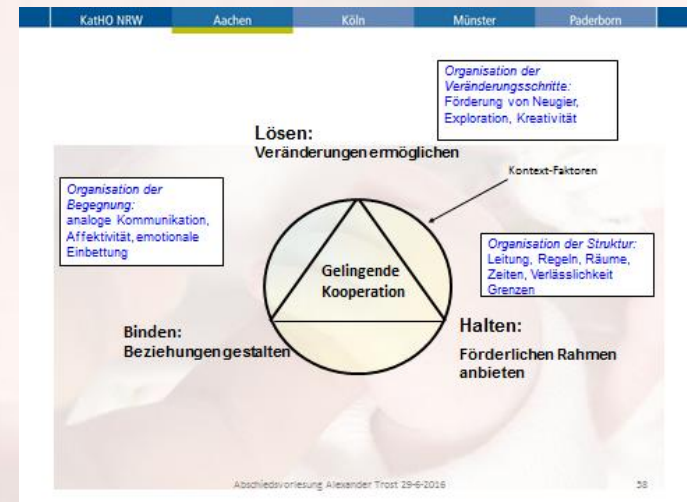 KatHO NRW Aachen Köln Münster Paderborn
Organisation der
Veränderungsschritte:
Förderung von Neugier,
Exploration, Kreativität
Lösen:
Veränderungen ermöglichen
Kontext-Faktoren
Organisation der
Begegnung:
analoge Kommunikation,
Affektivität, emotionale
Einbettung
Organisation der Struktur:
Leitung, Regeln, Räume,
Zeiten, Verlässlichkeit
Grenzen
Gelingende
Kooperation
Binden:
Beziehungen gestalten
Halten:
Förderlichen Rahmen
anbieten
Abschiedsvorlesung Alexander Trost 29-6-2016
58